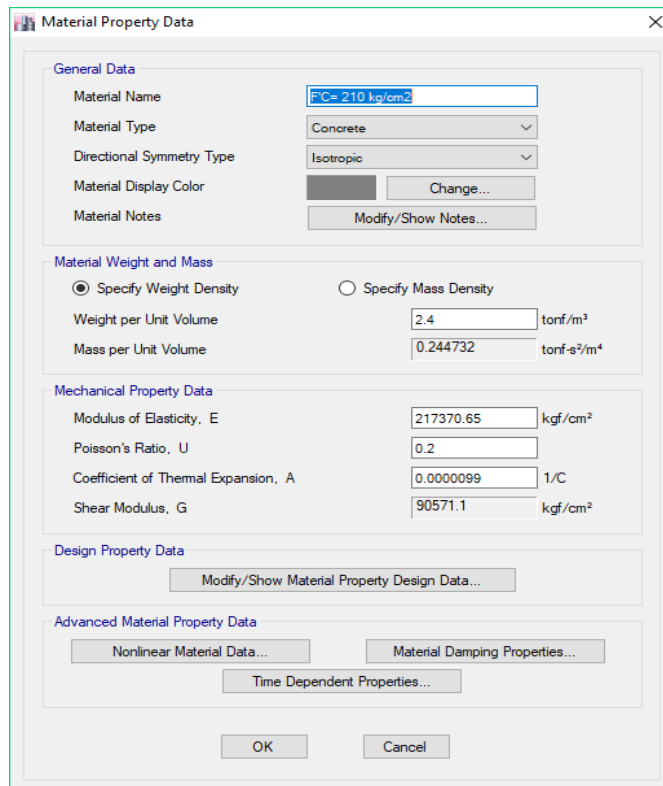 Material Property Data
General Data
Material Name F'C= 210 kg/cm2
Material Type Concrete
Directional Symmetry Type Isotropic
Material Display Color Change...
Material Notes Modify/Show Notes...
Material Weight and Mass
Specify Weight Density Specify Mass Density
Weight per Unit Volume 2.4 tonf/m³
Mass per Unit Volume 0.244732 tonf-s²/m⁴
Mechanical Property Data
Modulus of Elasticity, E 217370.65 kgf/cm²
Poisson's Ratio, U 0.2
Coefficient of Thermal Expansion, A 0.0000099 1/C
Shear Modulus, G 90571.1 kgf/cm²
Design Property Data
Modify/Show Material Property Design Data...
Advanced Material Property Data
Nonlinear Material Data... Material Damping Properties...
Time Dependent Properties...
OK Cancel